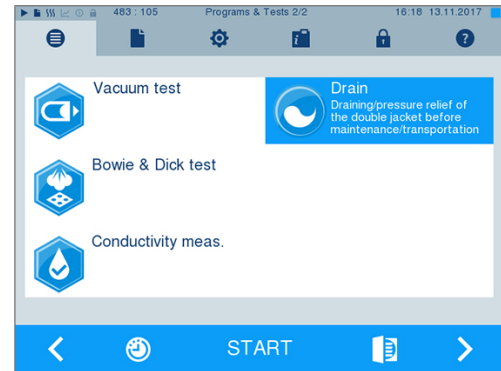 483 : 105 Programs & Tests 2/2 16:18 13.11.2017
Vacuum test
Drain
Draining/pressure relief of
the double jacket before
maintenance/transportation
Bowie & Dick test
Conductivity meas.
START